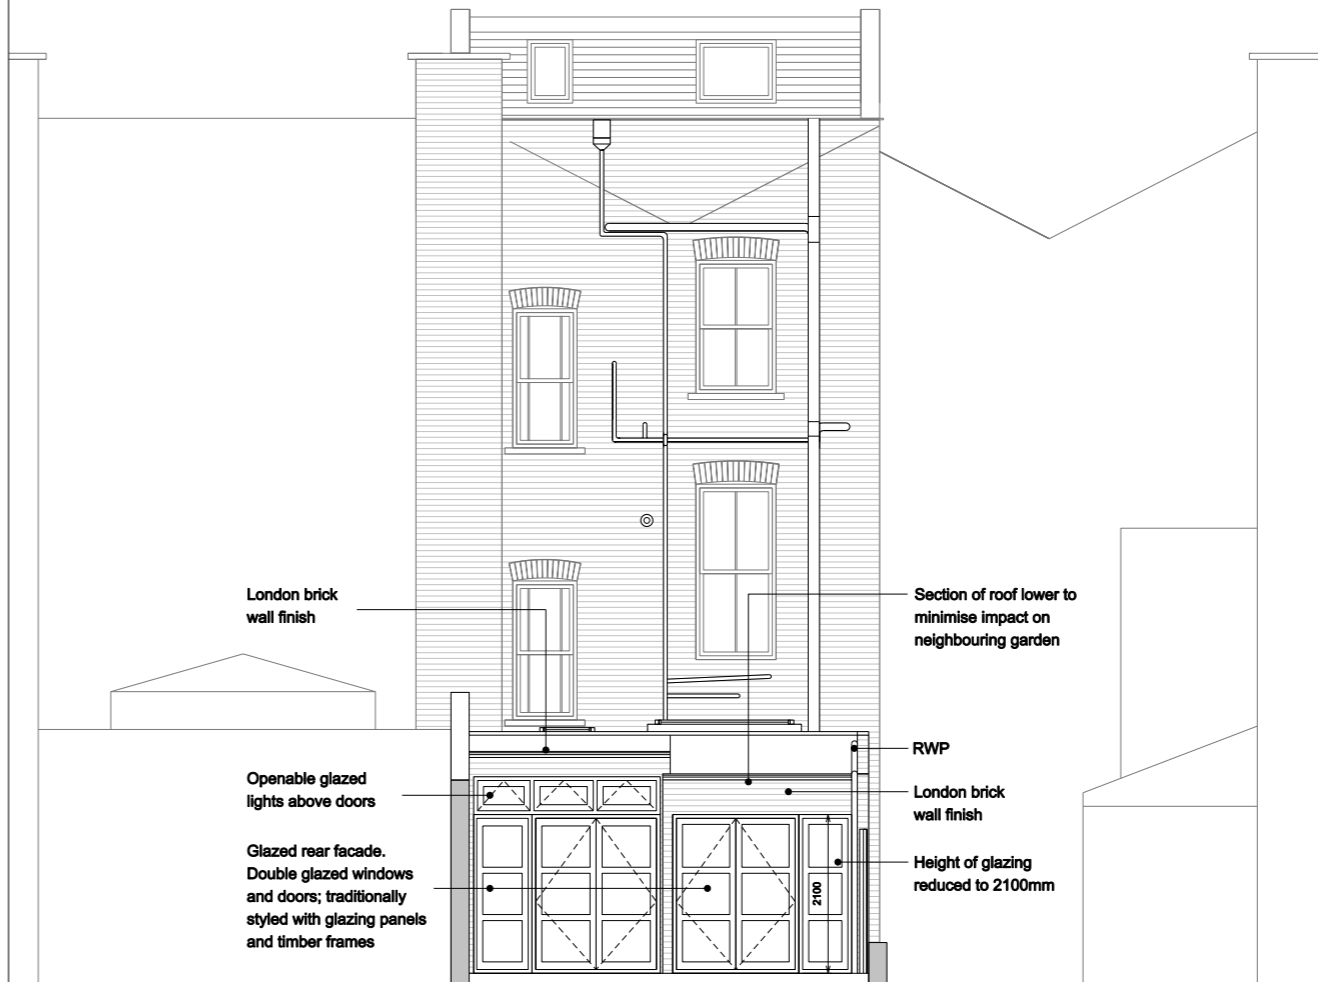 London brick
wall finish
Section of roof lower to
minimise impact on
neighbouring garden
RWP
Openable glazed
lights above doors
London brick
wall finish
Glazed rear facade.
Double glazed windows
and doors; traditionally
styled with glazing panels
and timber frames
Height of glazing
reduced to 2100mm
2100